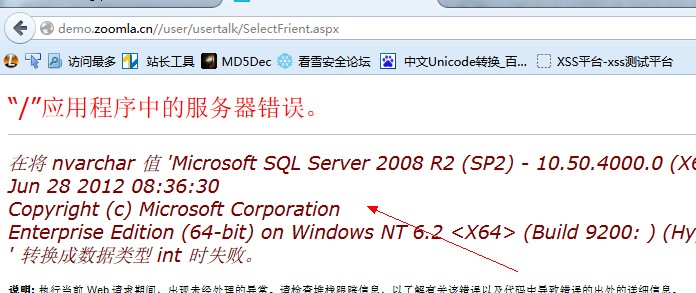 demo.zoomla.cn//user/usertalk/SelectFrient.aspx
访问最多 站长工具 MD5Dec 看雪安全论坛 中文Unicode转换_百... XSS平台-xss测试平台
“/”应用程序中的服务器错误。
在将 nvarchar 值 'Microsoft SQL Server 2008 R2 (SP2) - 10.50.4000.0 (X6
Jun 28 2012 08:36:30
Copyright (c) Microsoft Corporation
Enterprise Edition (64-bit) on Windows NT 6.2 <X64> (Build 9200: ) (Hy
' 转换成数据类型 int 时失败。
说明: 执行当前 Web 请求期间，出现未经处理的异常。请检查堆栈跟踪信息，以了解有关该错误以及代码中导致错误的出处的详细信息。